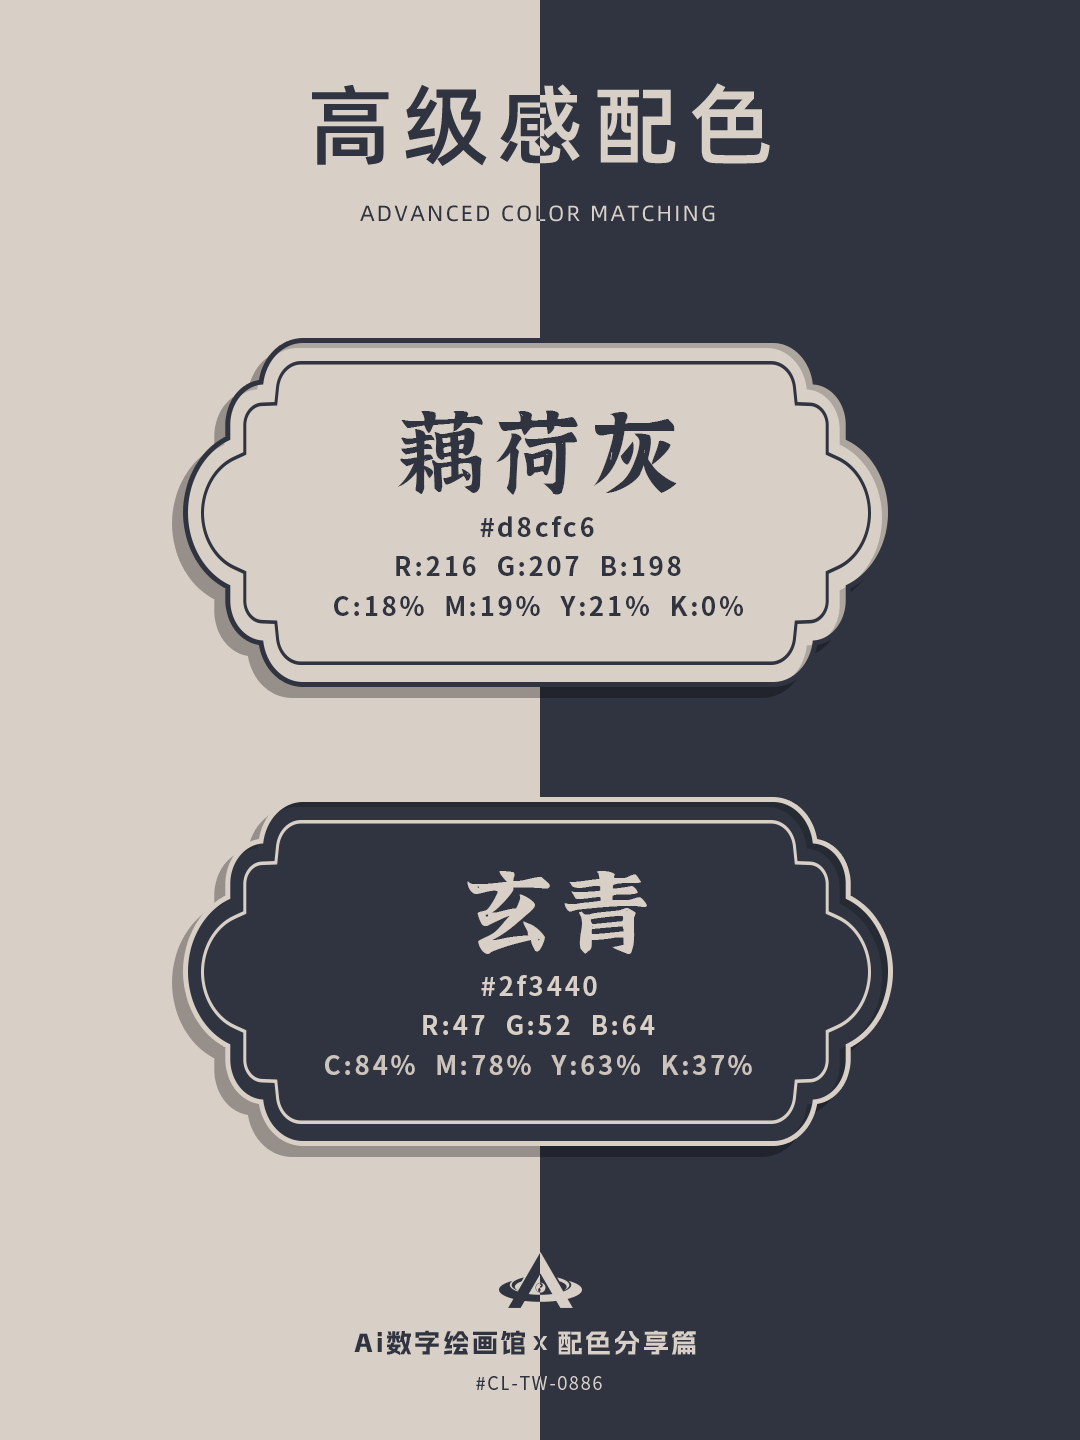 高级感配色
ADVANCED COLOR MATCHING
藕荷灰
#d8cfc6
R:216 G:207 B:198
C:18% M:19% Y:21% K:0%
玄青
#2f3440
R:47 G:52 B:64
C:84% M:78% Y:63% K:37%
Ai数字绘画馆 x 配色分享篇
#CL-TW-0886